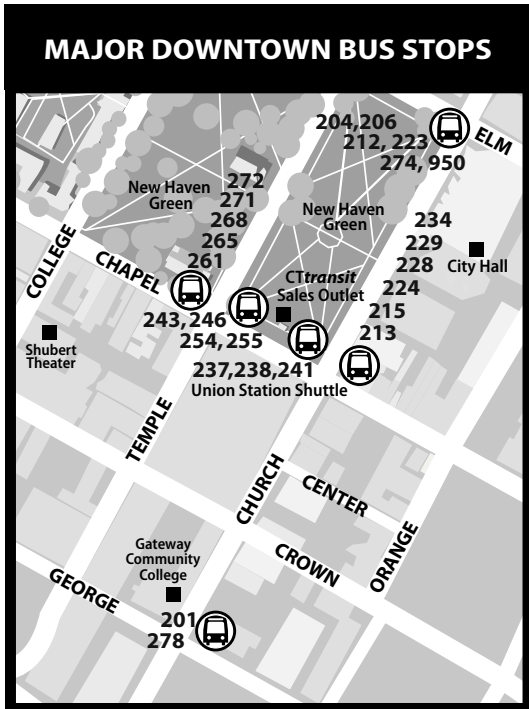 MAJOR DOWNTOWN BUS STOPS
204,206
212, 223
274, 950
ELM
New Haven
Green
272
271
268
265
261
New Haven
Green
234
229
228
224
215
213
City Hall
COLLEGE
CHAPEL
CTtransit
Sales Outlet
243, 246
254, 255
Shubert
Theater
237,238,241
Union Station Shuttle
TEMPLE
CHURCH
CENTER
CROWN
ORANGE
Gateway
Community
College
GEORGE
201
278